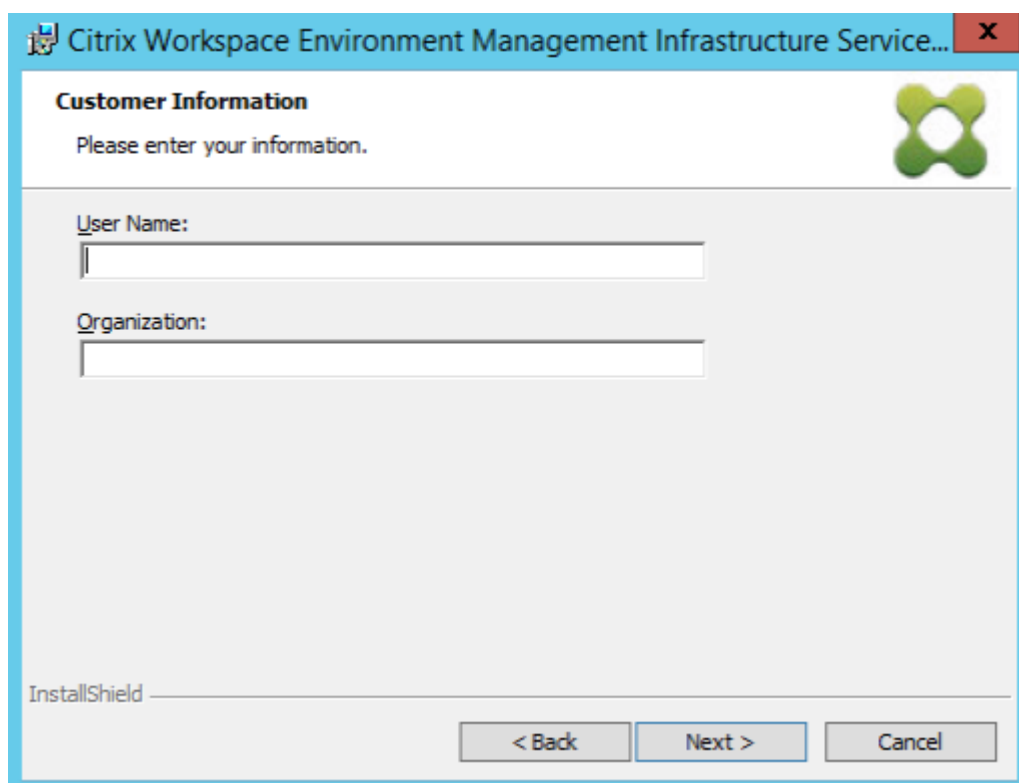 Citrix Workspace Environment Management Infrastructure Service...
x
Customer Information
Please enter your information.
User Name:
Organization:
InstallShield
< Back
Next >
Cancel